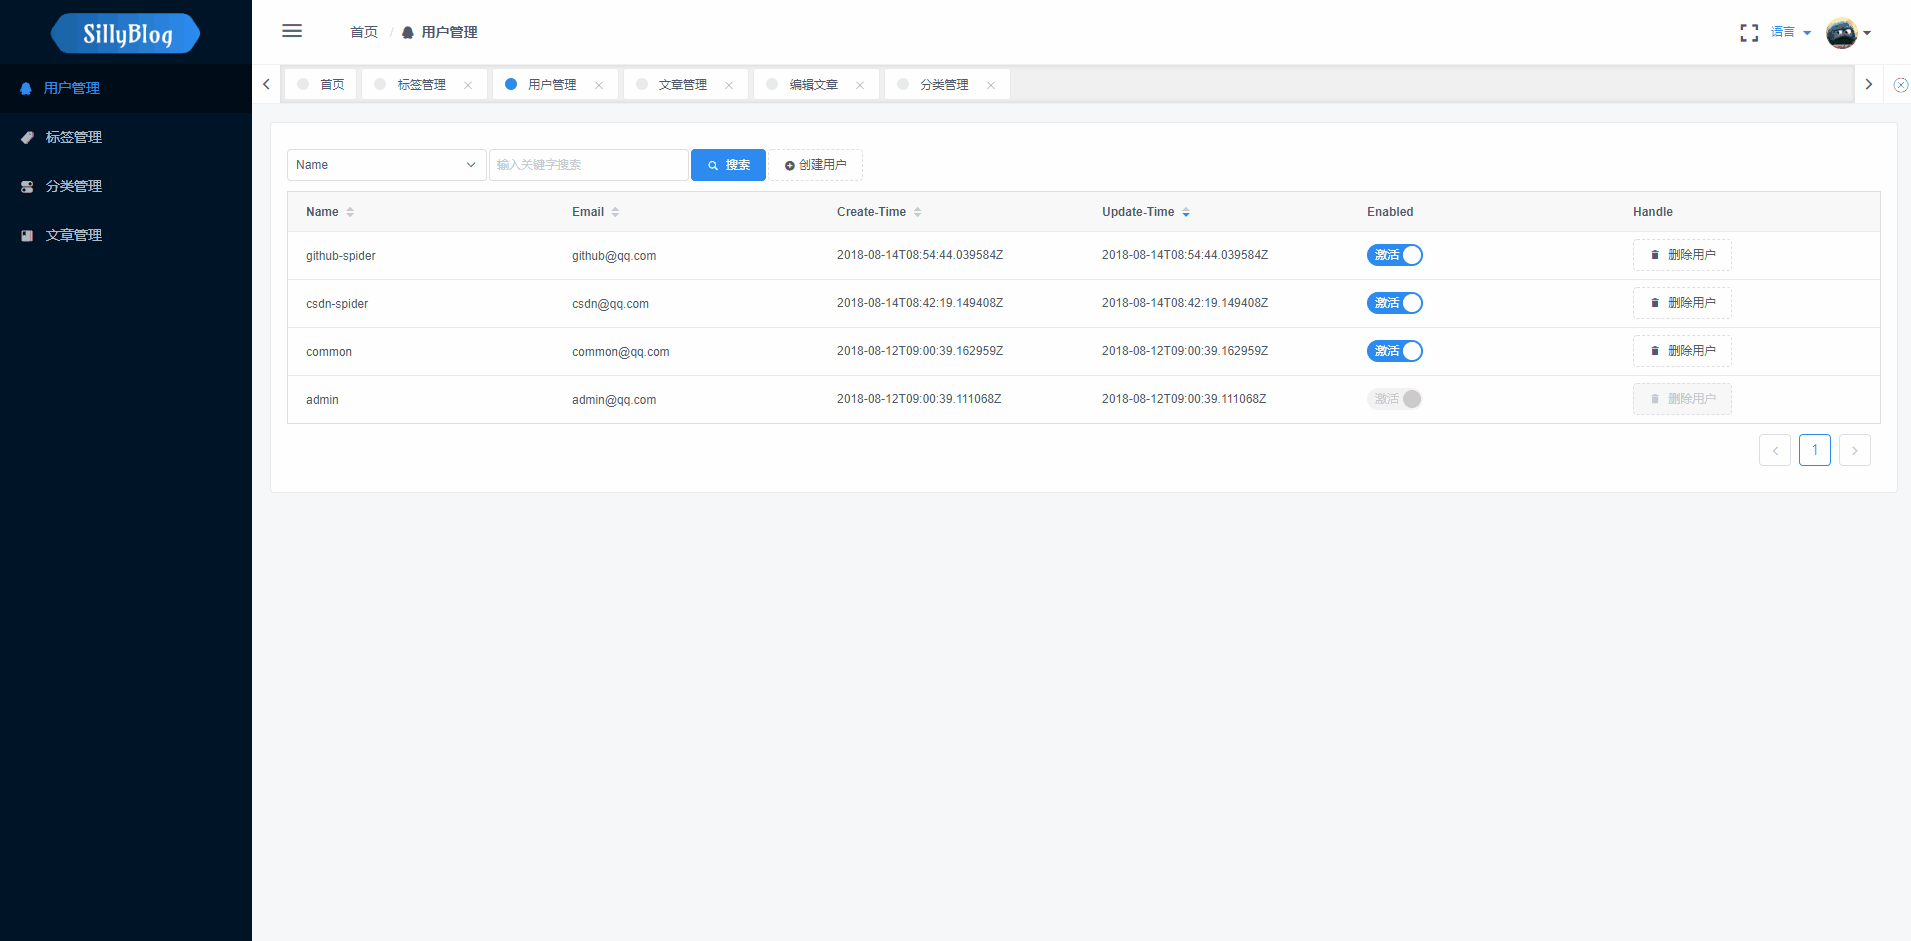 SillyBlog
用户管理
标签管理
分类管理
文章管理
首页 / 用户管理
语言
首页 标签管理 用户管理 文章管理 编辑文章 分类管理
Name 输入关键字搜索 搜索 创建用户
Name Email Create-Time Update-Time Enabled Handle
github-spider github@qq.com 2018-08-14T08:54:44.039584Z 2018-08-14T08:54:44.039584Z 激活 删除用户
csdn-spider csdn@qq.com 2018-08-14T08:42:19.149408Z 2018-08-14T08:42:19.149408Z 激活 删除用户
common common@qq.com 2018-08-12T09:00:39.162959Z 2018-08-12T09:00:39.162959Z 激活 删除用户
admin admin@qq.com 2018-08-12T09:00:39.111068Z 2018-08-12T09:00:39.111068Z 激活 删除用户
1